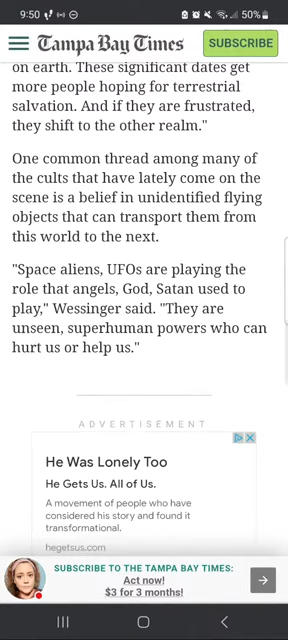 9:50
50%
Tampa Bay Times
SUBSCRIBE
on earth. These significant dates get
more people hoping for terrestrial
salvation. And if they are frustrated,
they shift to the other realm."
One common thread among many of
the cults that have lately come on the
scene is a belief in unidentified flying
objects that can transport them from
this world to the next.
"Space aliens, UFOs are playing the
role that angels, God, Satan used to
play," Wessinger said. "They are
unseen, superhuman powers who can
hurt us or help us."
ADVERTISEMENT
He Was Lonely Too
He Gets Us. All of Us.
A movement of people who have
considered his story and found it
transformational.
hegetsus.com
SUBSCRIBE TO THE TAMPA BAY TIMES:
Act now!
$3 for 3 months!